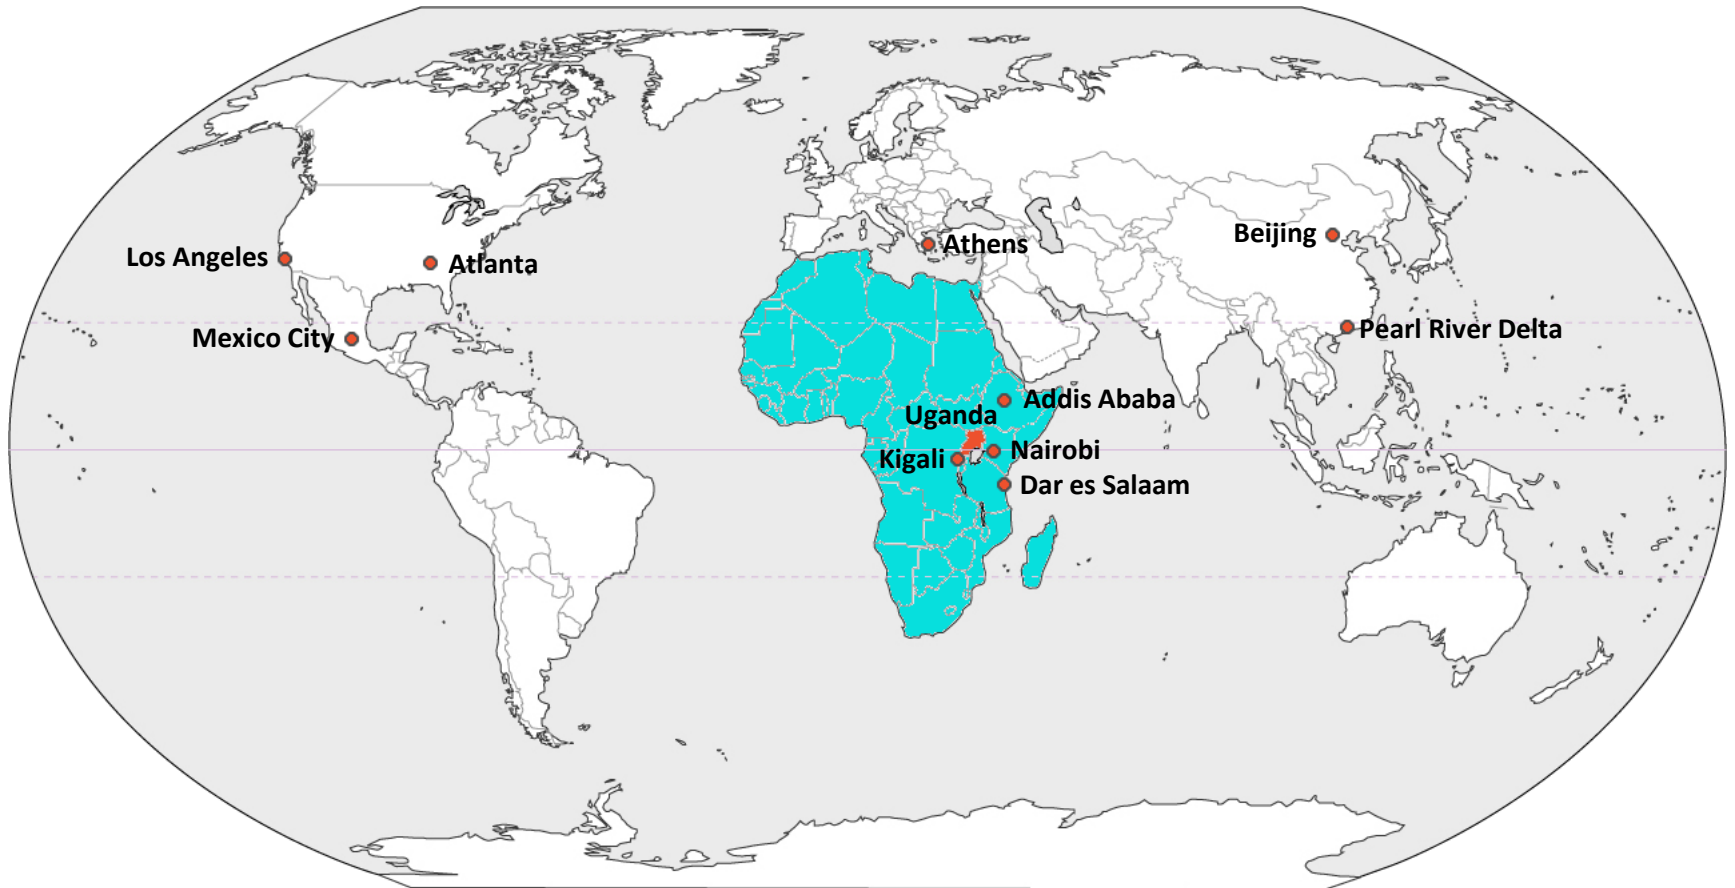 Los Angeles
Atlanta
Mexico City
Athens
Beijing
Pearl River Delta
Addis Ababa
Uganda
Kigali
Nairobi
Dar es Salaam